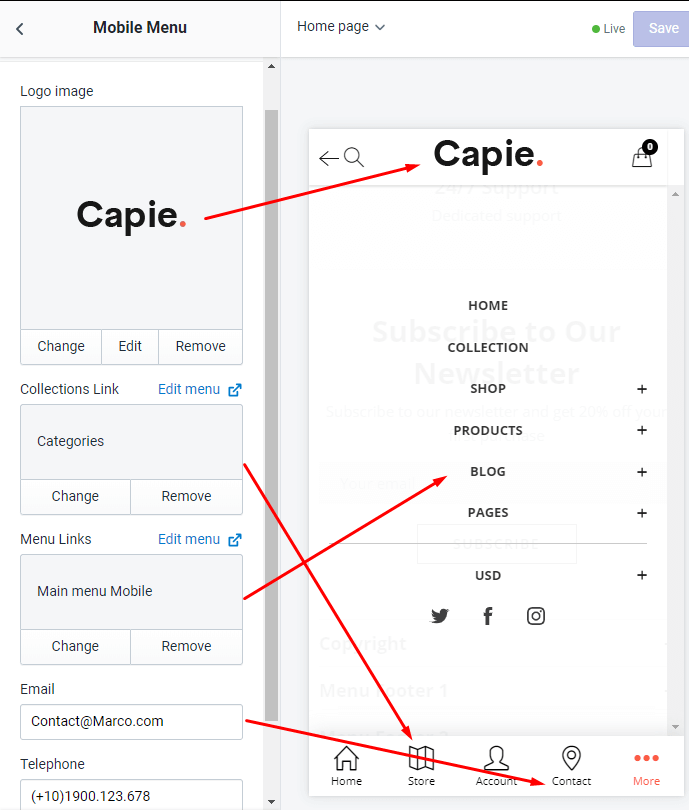 Mobile Menu
Home page
Live
Save
Logo image
Capie.
Change Edit Remove
Collections Link Edit menu
Categories
Change Remove
Menu Links Edit menu
Main menu Mobile
Change Remove
Email
Contact@Marco.com
Telephone
(+10)1900.123.678
Capie.
0
24/7 Support
Dedicated support
HOME
Subscribe to Our
COLLECTION
Newsletter
SHOP +
Subscribe to our newsletter and get 20% off your
PRODUCTS +
BLOG +
PAGES +
SUBSCRIBE
USD +
Copyright
Menu Footer 1
Home Store Account Contact More